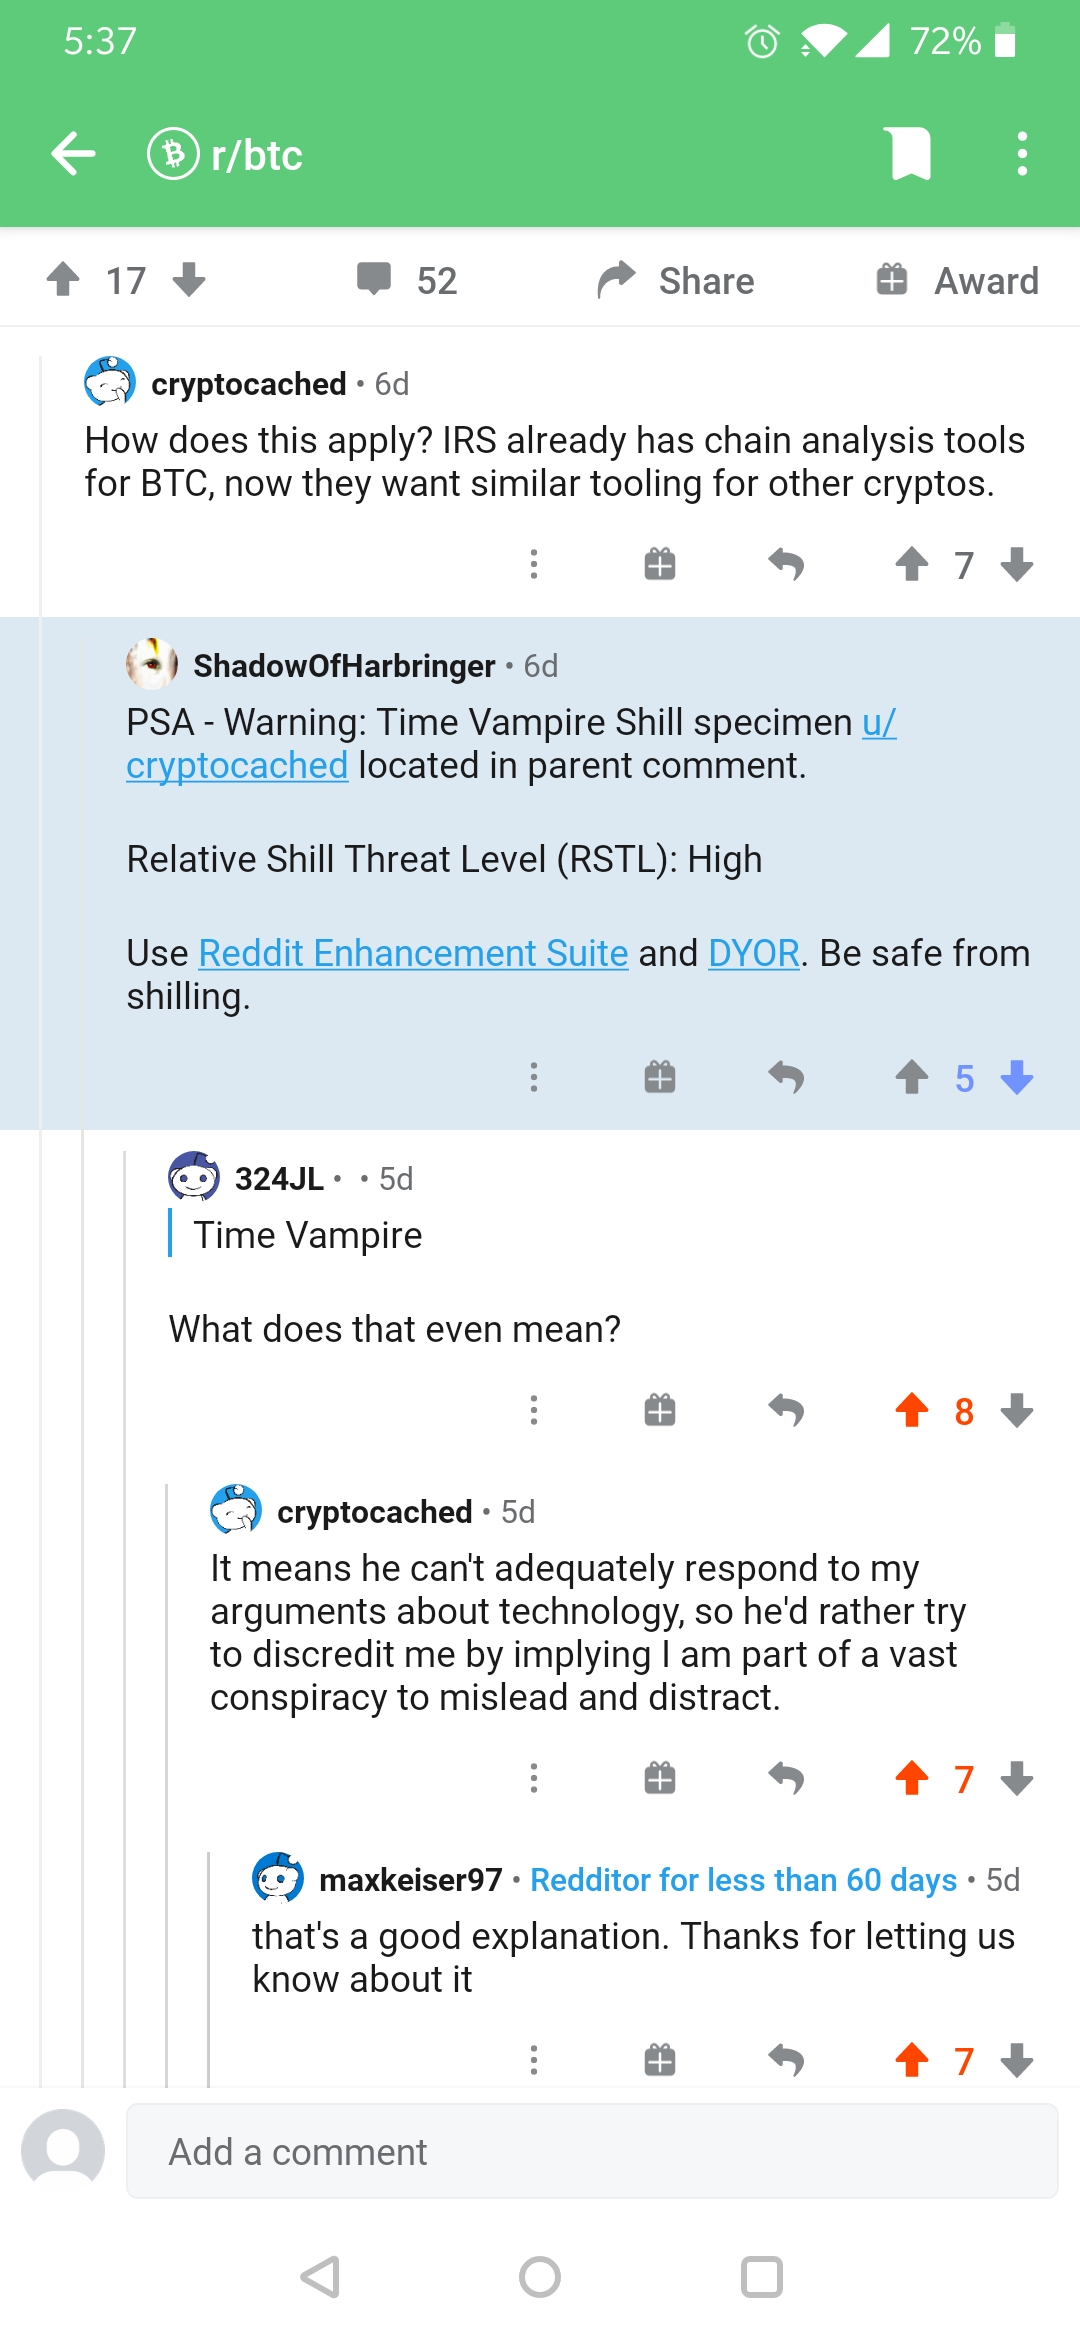 5:37
72%
r/btc
17
52
Share
Award
cryptocached • 6d
How does this apply? IRS already has chain analysis tools
for BTC, now they want similar tooling for other cryptos.
7
ShadowOfHarbringer • 6d
PSA - Warning: Time Vampire Shill specimen u/
cryptocached located in parent comment.
Relative Shill Threat Level (RSTL): High
Use Reddit Enhancement Suite and DYOR. Be safe from
shilling.
5
324JL • • 5d
Time Vampire
What does that even mean?
8
cryptocached • 5d
It means he can't adequately respond to my
arguments about technology, so he'd rather try
to discredit me by implying I am part of a vast
conspiracy to mislead and distract.
7
maxkeiser97 • Redditor for less than 60 days • 5d
that's a good explanation. Thanks for letting us
know about it
7
Add a comment